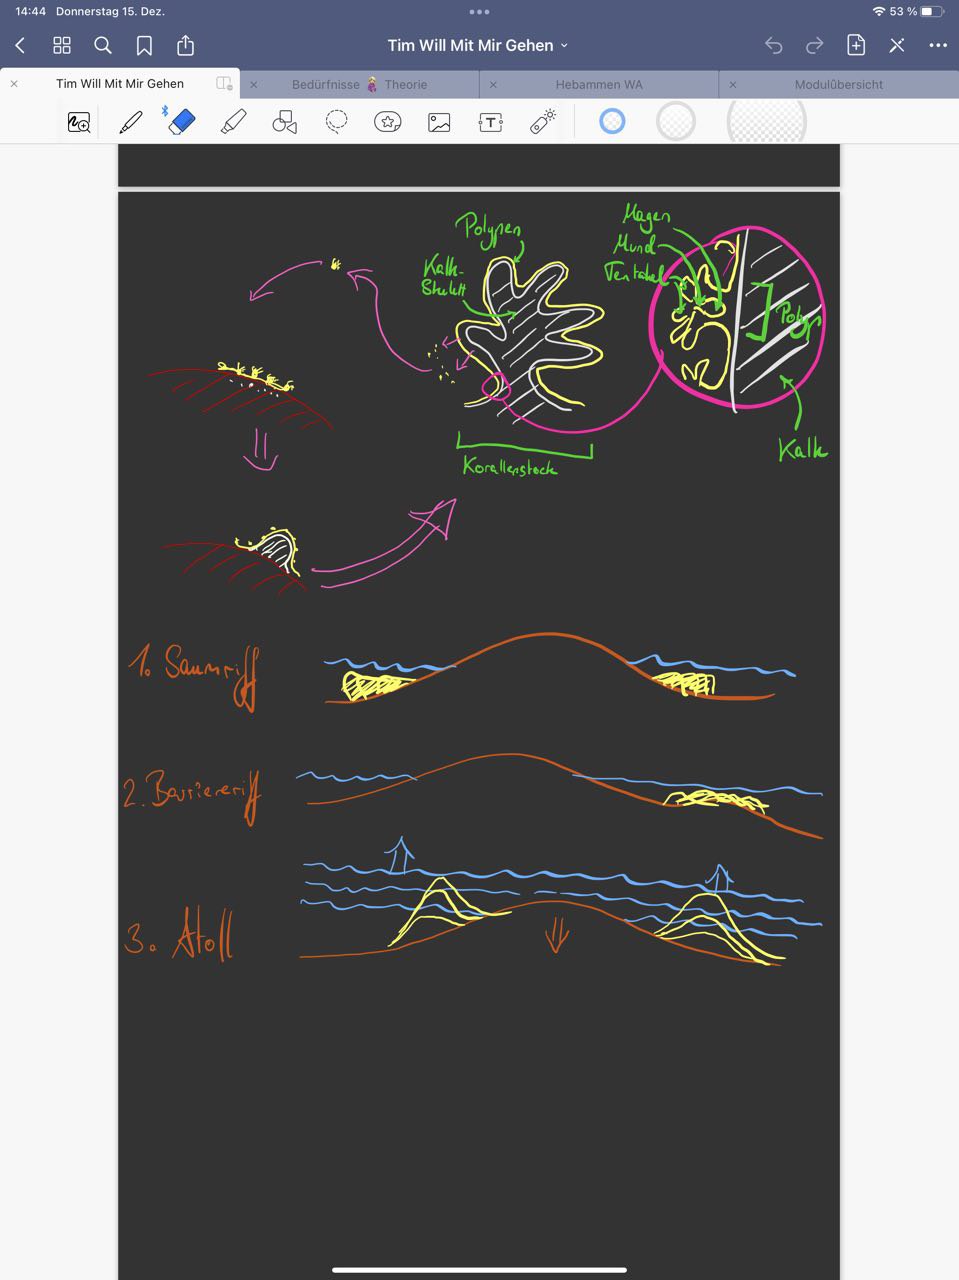 14:44 Donnerstag 15. Dez.
53 %
Tim Will Mit Mir Gehen
Tim Will Mit Mir Gehen
Bedürfnisse Theorie
Hebammen WA
Modulübersicht
T
Polypen
Kalk-
Skelett
Magen
Mund
Tentakel
Polyp
Kalk
Korallenstock
1. Saumriff
2. Barriereriff
3. Atoll